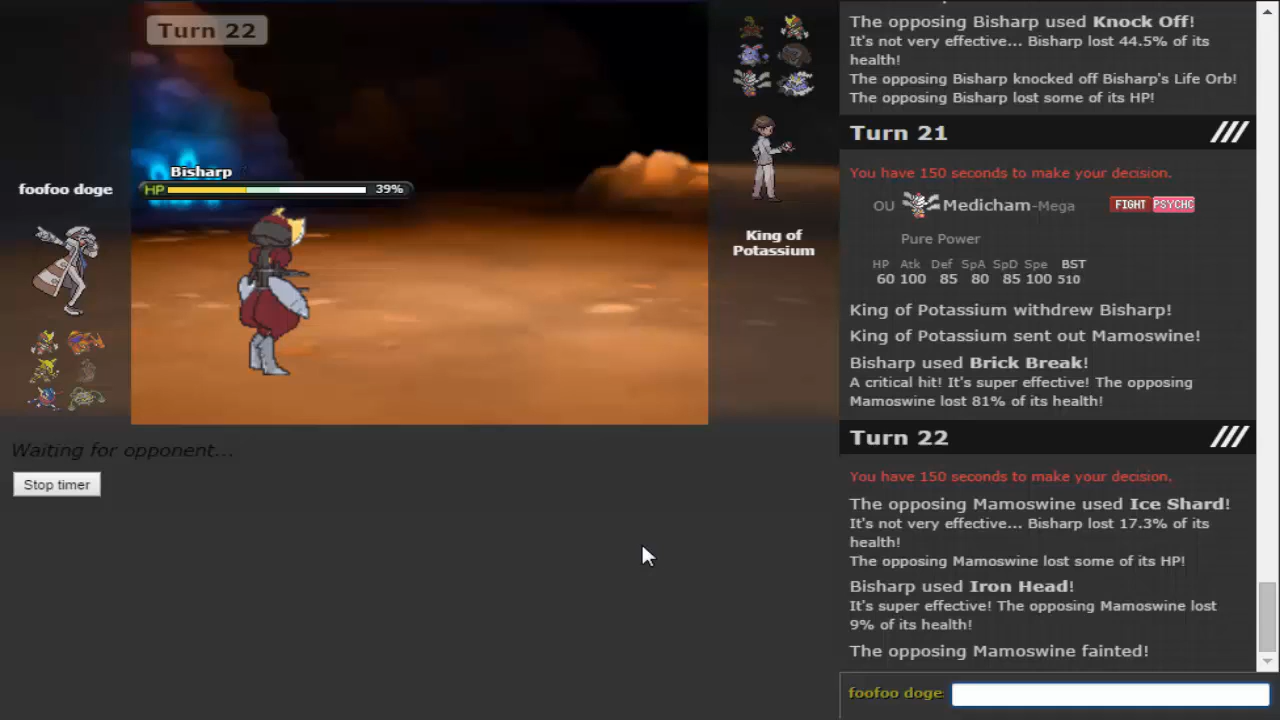 Turn 22
Bisharp
HP
39%
foofoo doge
King of
Potassium
Waiting for opponent...
Stop timer
The opposing Bisharp used Knock Off!
It's not very effective... Bisharp lost 44.5% of its
health!
The opposing Bisharp knocked off Bisharp's Life Orb!
The opposing Bisharp lost some of its HP!
Turn 21
You have 150 seconds to make your decision.
OU Medicham-Mega FIGHT PSYCHC
Pure Power
HP Atk Def SpA SpD Spe BST
60 100 85 80 85 100 510
King of Potassium withdrew Bisharp!
King of Potassium sent out Mamoswine!
Bisharp used Brick Break!
A critical hit! It's super effective! The opposing
Mamoswine lost 81% of its health!
Turn 22
You have 150 seconds to make your decision.
The opposing Mamoswine used Ice Shard!
It's not very effective... Bisharp lost 17.3% of its
health!
The opposing Mamoswine lost some of its HP!
Bisharp used Iron Head!
It's super effective! The opposing Mamoswine lost
9% of its health!
The opposing Mamoswine fainted!
foofoo doge: